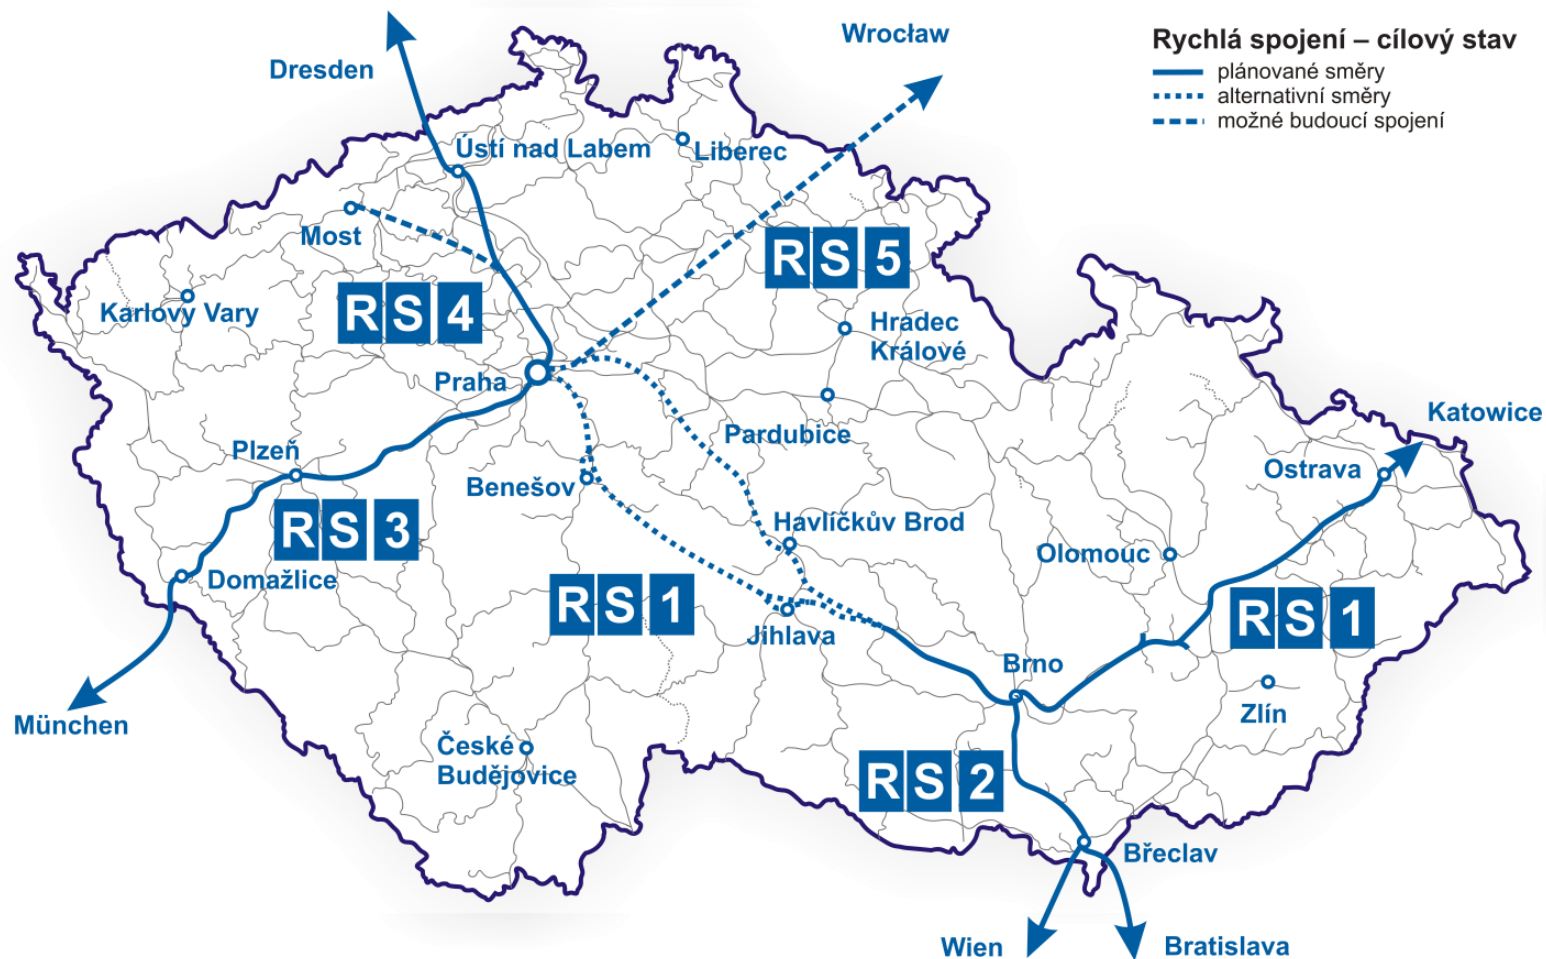 Rychlá spojení – cílový stav
plánované směry
alternativní směry
možné budoucí spojení
Wrocław
Dresden
Ústí nad Labem
Liberec
Most
RS 5
Karlovy Vary
RS 4
Hradec
Králové
Praha
Katowice
Pardubice
Plzeň
Ostrava
Benešov
RS 3
Havlíčkův Brod
Olomouc
Domažlice
RS 1
RS 1
Jihlava
Brno
Zlín
München
České
Budějovice
RS 2
Břeclav
Wien
Bratislava